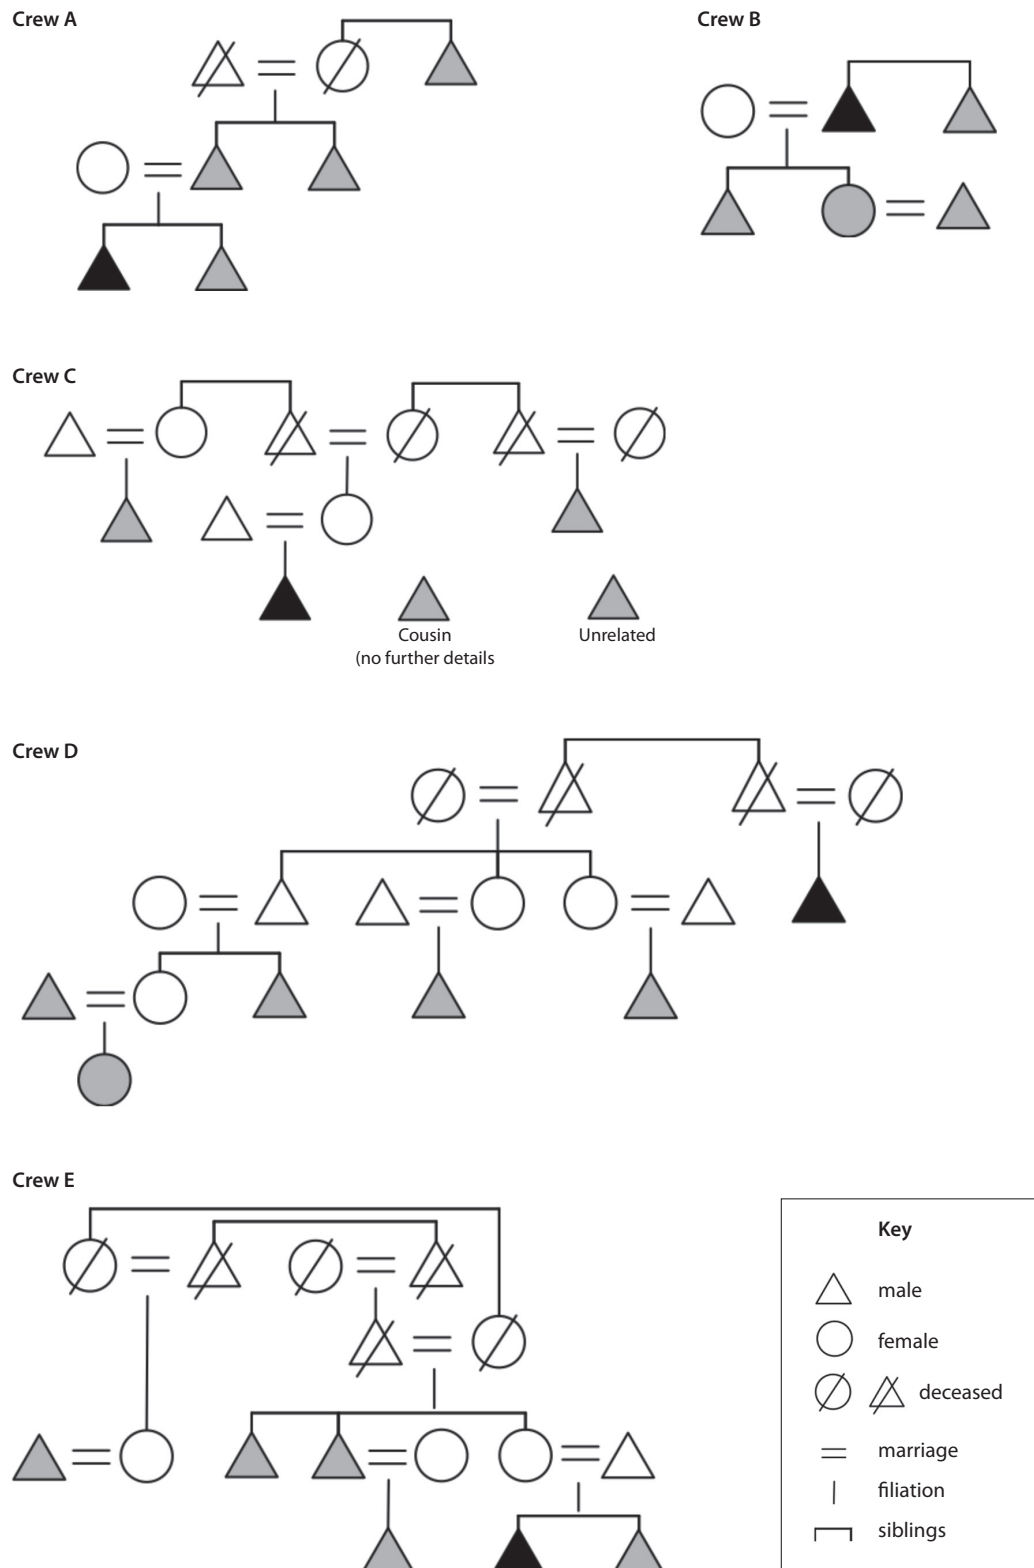 Crew A
Crew B
Crew C
Cousin
(no further details
Unrelated
Crew D
Crew E
Key
male
female
deceased
marriage
filiation
siblings